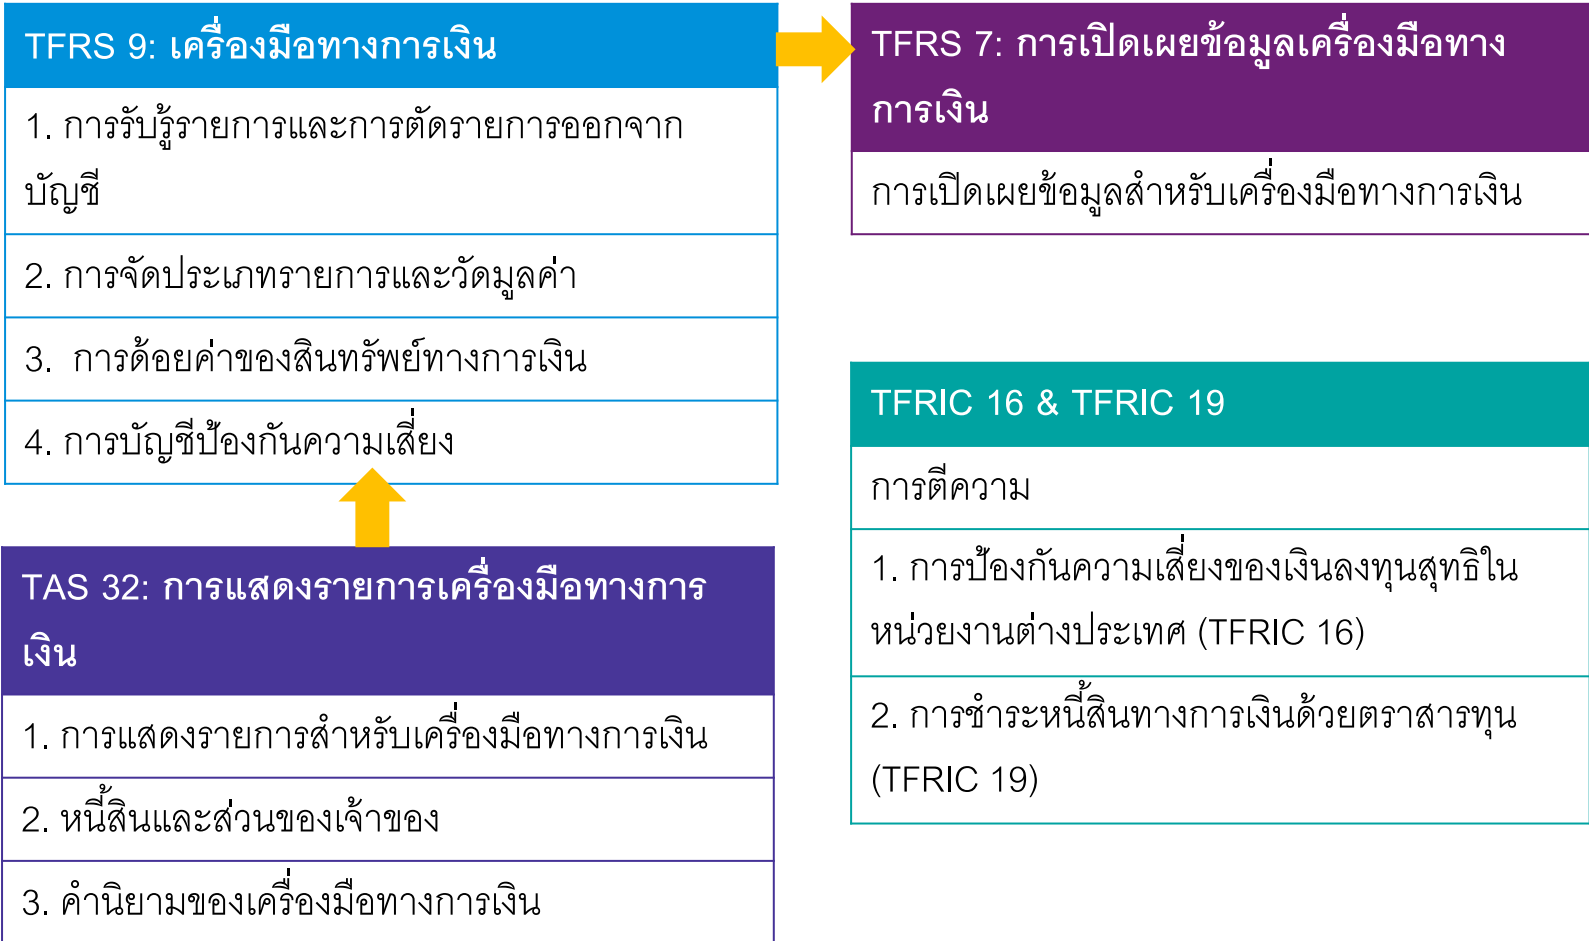 TFRS 9: เครื่องมือทางการเงิน
1. การรับรู้รายการและการตัดรายการออกจาก
บัญชี
2. การจัดประเภทรายการและวัดมูลค่า
3. การด้อยค่าของสินทรัพย์ทางการเงิน
4. การบัญชีป้องกันความเสี่ยง
TAS 32: การแสดงรายการเครื่องมือทางการ
เงิน
1. การแสดงรายการสำหรับเครื่องมือทางการเงิน
2. หนี้สินและส่วนของเจ้าของ
3. คำนิยามของเครื่องมือทางการเงิน
TFRS 7: การเปิดเผยข้อมูลเครื่องมือทาง
การเงิน
การเปิดเผยข้อมูลสำหรับเครื่องมือทางการเงิน
TFRIC 16 & TFRIC 19
การตีความ
1. การป้องกันความเสี่ยงของเงินลงทุนสุทธิใน
หน่วยงานต่างประเทศ (TFRIC 16)
2. การชำระหนี้สินทางการเงินด้วยตราสารทุน
(TFRIC 19)